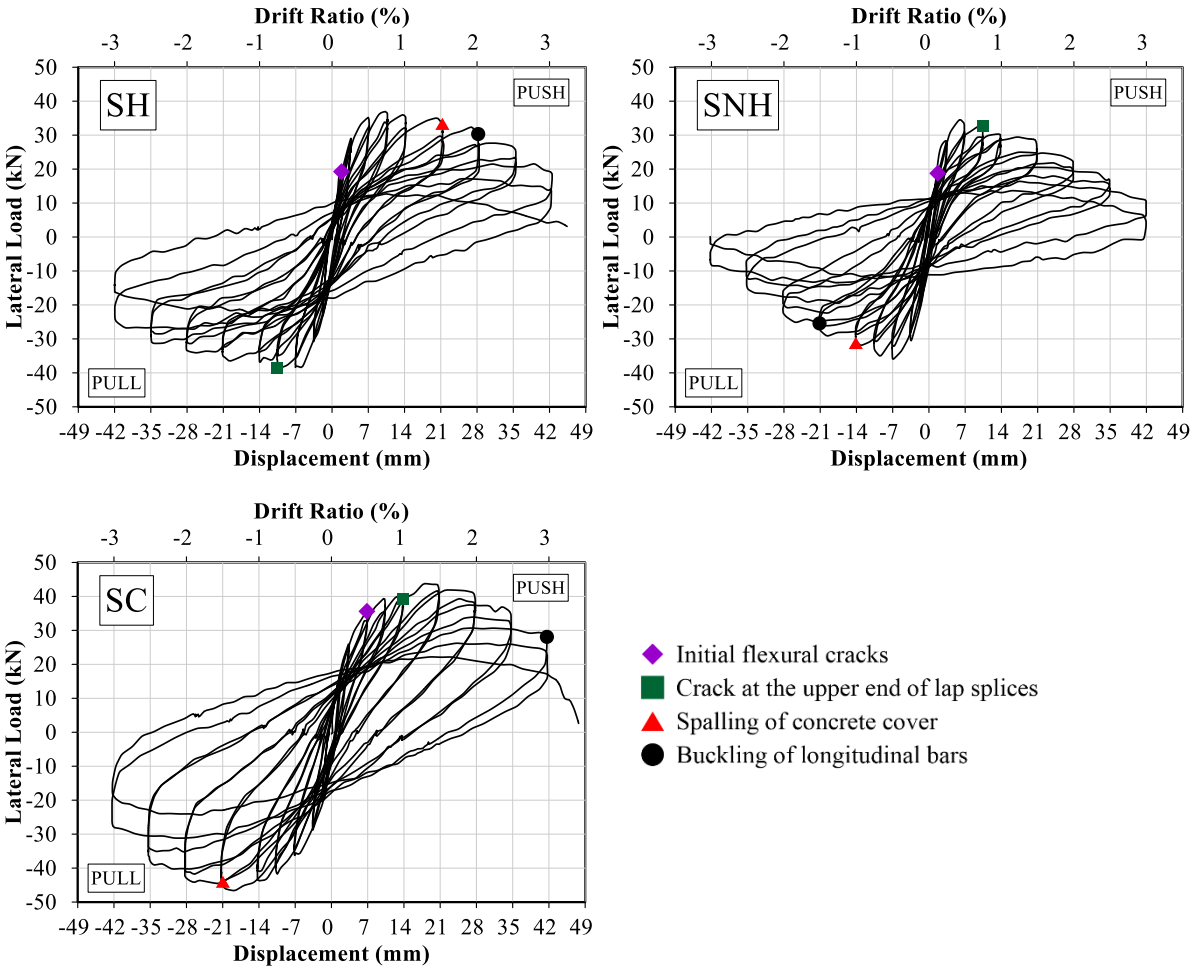 Drift Ratio (%)
-3 -2 -1 0 1 2 3
50 40 30 20 10 0 -10 -20 -30 -40 -50
Lateral Load (kN)
SH
PUSH
PULL
-49 -42 -35 -28 -21 -14 -7 0 7 14 21 28 35 42 49
Displacement (mm)
Drift Ratio (%)
-3 -2 -1 0 1 2 3
50 40 30 20 10 0 -10 -20 -30 -40 -50
Lateral Load (kN)
SNH
PUSH
PULL
-49 -42 -35 -28 -21 -14 -7 0 7 14 21 28 35 42 49
Displacement (mm)
Drift Ratio (%)
-3 -2 -1 0 1 2 3
50 40 30 20 10 0 -10 -20 -30 -40 -50
Lateral Load (kN)
SC
PUSH
PULL
-49 -42 -35 -28 -21 -14 -7 0 7 14 21 28 35 42 49
Displacement (mm)
Initial flexural cracks
Crack at the upper end of lap splices
Spalling of concrete cover
Buckling of longitudinal bars